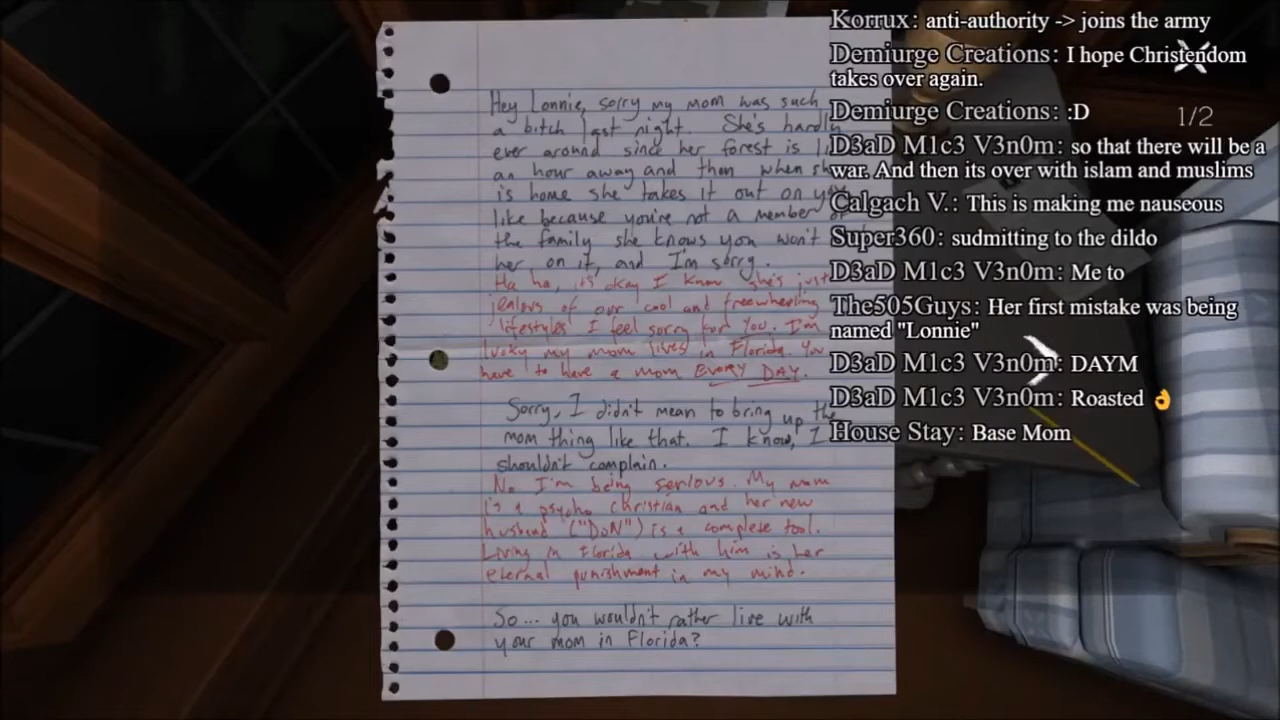 Hey Lonnie, sorry my mom was such
a bitch last night. She's hardly
ever around since her forest is
an hour away and then when she
is home she takes it out on you
like because you're not a member of
the family she knows you won't
her on it, and I'm sorry.
Ha ha, it's okay I know she's just
jealous of our cool and freewheeling
lifestyles I feel sorry for you. I'm
lucky my mom lives in Florida. You
have to have a mom EVERY DAY.
Sorry, I didn't mean to bring up the
mom thing like that. I know, I
shouldn't complain.
No I'm being serious. My mom
is a psycho christian and her new
husband ("DoN") is a complete tool.
Living in Florida with him is her
eternal punishment in my mind.
So... you wouldn't rather live with
your mom in Florida?
Korrux: anti-authority -> joins the army
Demiurge Creations: I hope Christendom
takes over again.
Demiurge Creations: :D
1/2
D3aD M1c3 V3n0m: so that there will be a
war. And then its over with islam and muslims
Calgach V.: This is making me nauseous
Super360: sudmitting to the dildo
D3aD M1c3 V3n0m: Me to
The505Guys: Her first mistake was being
named "Lonnie"
D3aD M1c3 V3n0m: DAYM
D3aD M1c3 V3n0m: Roasted 👌
House Stay: Base Mom